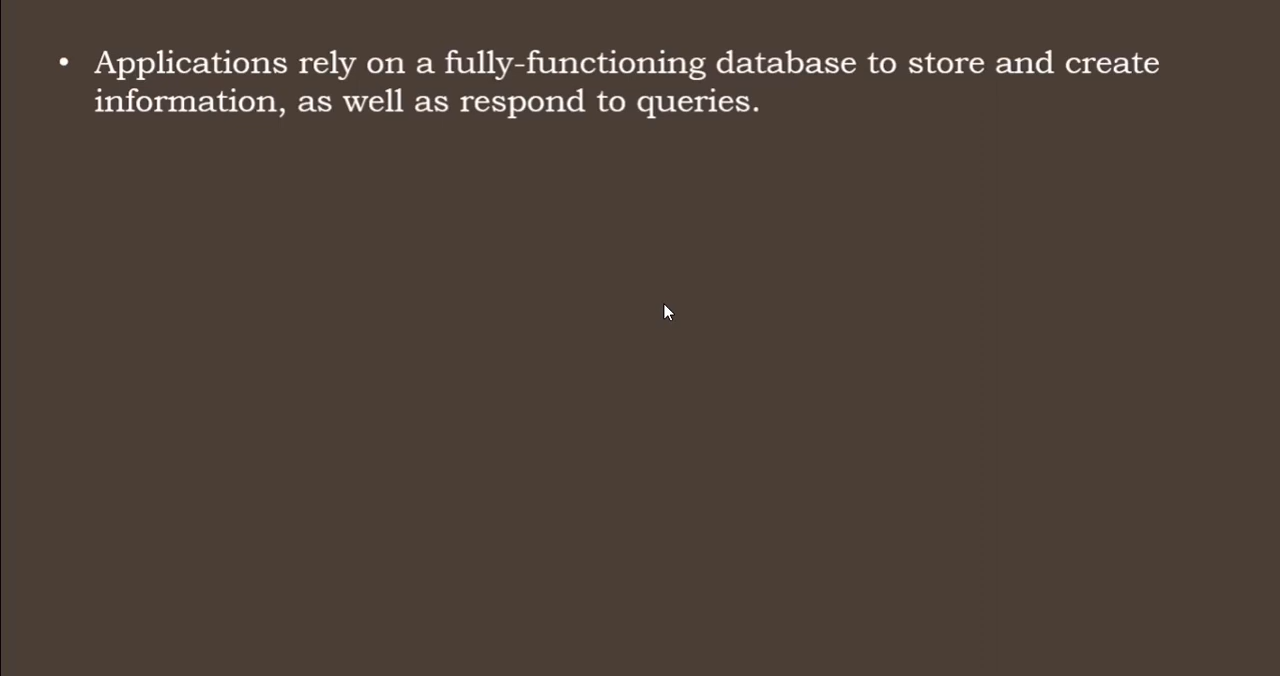 • Applications rely on a fully-functioning database to store and create
information, as well as respond to queries.